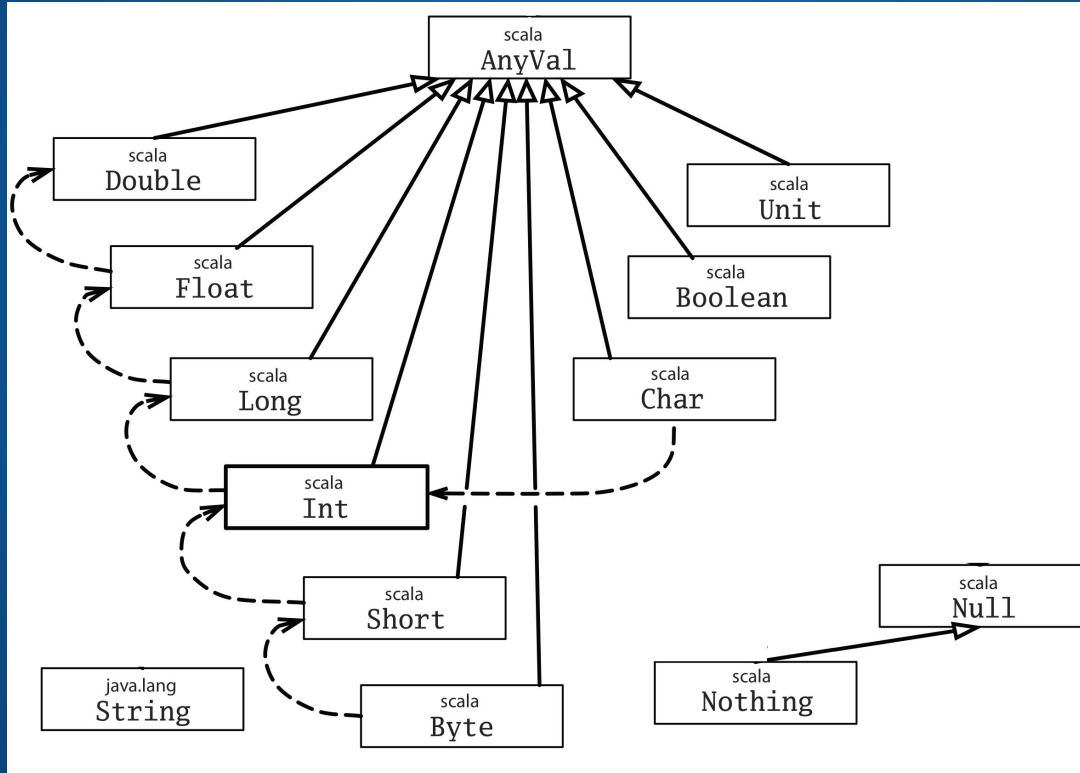 scala
AnyVal
scala
Double
scala
Unit
scala
Float
scala
Boolean
scala
Long
scala
Char
scala
Int
scala
Short
scala
Null
java.lang
String
scala
Byte
scala
Nothing